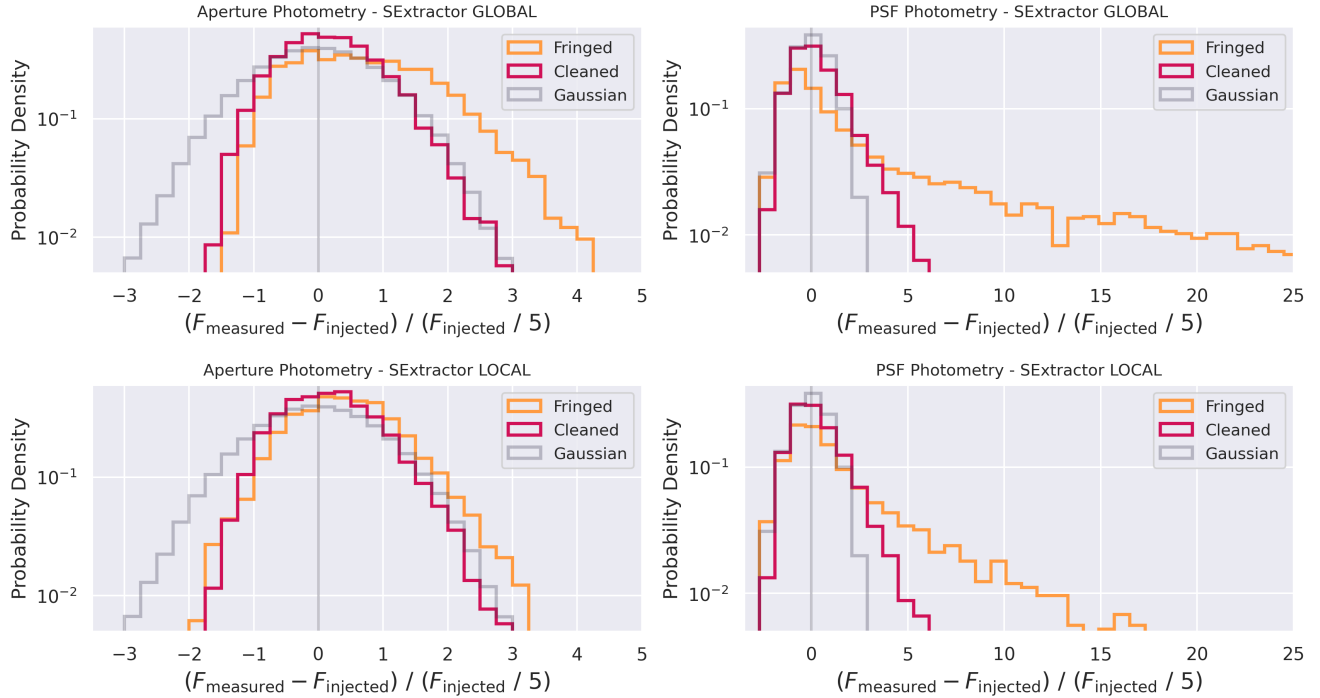 Aperture Photometry - SExtractor GLOBAL
Probability Density
10⁻¹
10⁻²
Fringed
Cleaned
Gaussian
−3 −2 −1 0 1 2 3 4 5
(F_measured − F_injected) / (F_injected / 5)
PSF Photometry - SExtractor GLOBAL
Probability Density
10⁻¹
10⁻²
Fringed
Cleaned
Gaussian
0 5 10 15 20 25
(F_measured − F_injected) / (F_injected / 5)
Aperture Photometry - SExtractor LOCAL
Probability Density
10⁻¹
10⁻²
Fringed
Cleaned
Gaussian
−3 −2 −1 0 1 2 3 4 5
(F_measured − F_injected) / (F_injected / 5)
PSF Photometry - SExtractor LOCAL
Probability Density
10⁻¹
10⁻²
Fringed
Cleaned
Gaussian
0 5 10 15 20 25
(F_measured − F_injected) / (F_injected / 5)